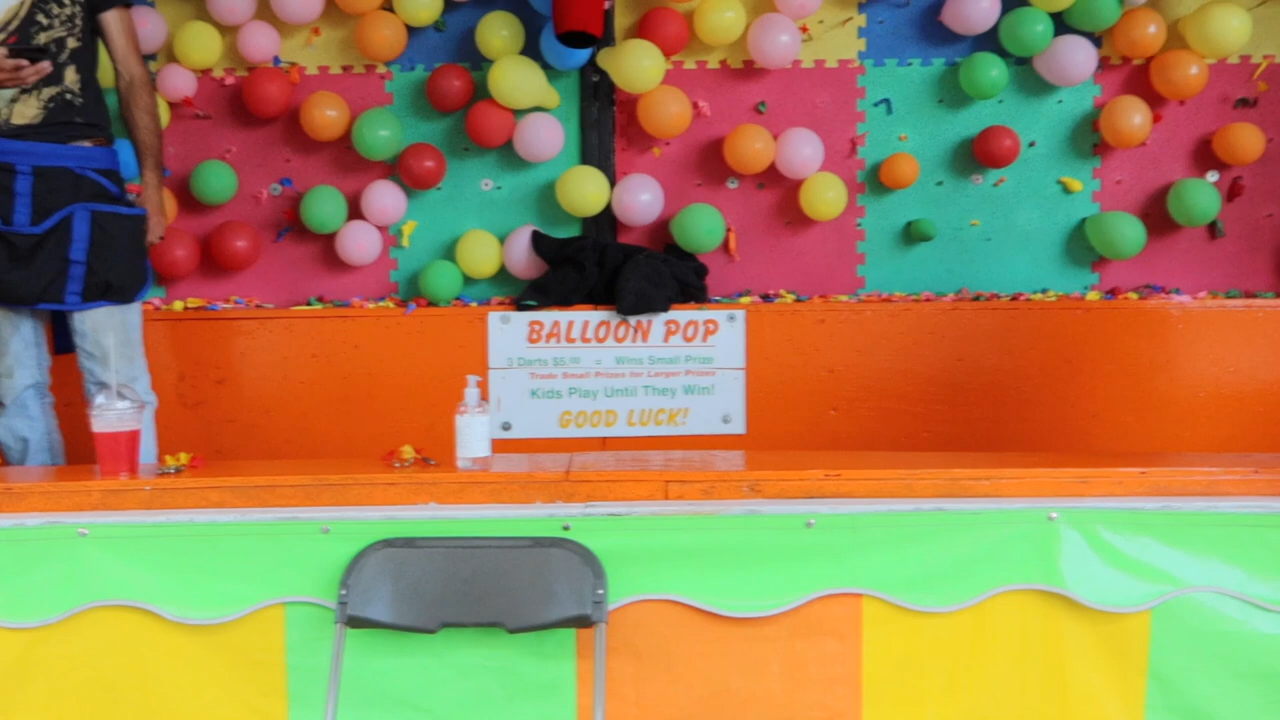 BALLOON POP
3 Darts $5.00 = Wins Small Prize
Trade Small Prizes for Larger Prizes
Kids Play Until They Win!
GOOD LUCK!